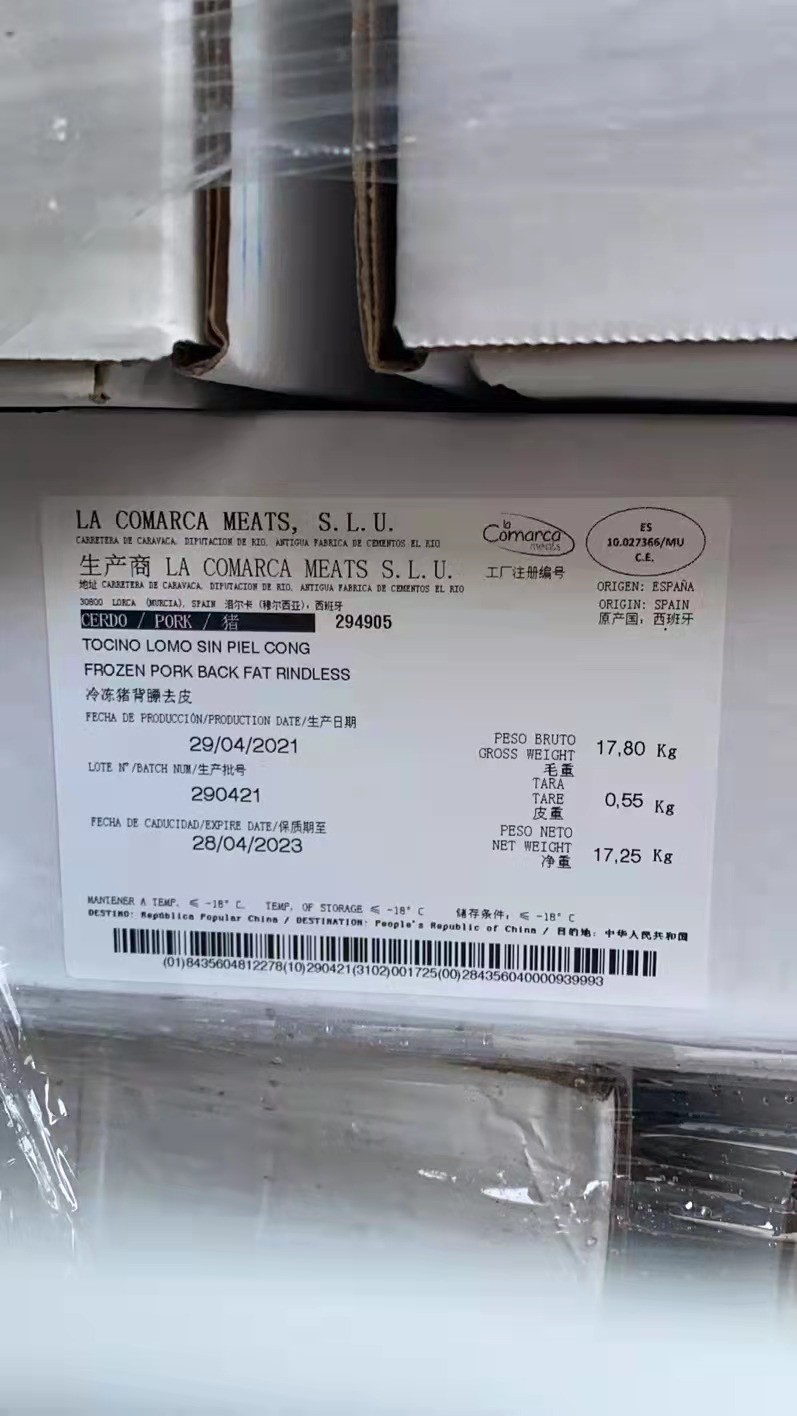 LA COMARCA MEATS, S.L.U.
CARRETERA DE CARAVACA, DIPUTACION DE RIO, ANTIGUA FABRICA DE CEMENTOS EL RIO
生产商 LA COMARCA MEATS S.L.U.
地址 CARRETERA DE CARAVACA, DIPUTACION DE RIO, ANTIGUA FABRICA DE CEMENTOS EL RIO
30800 LORCA (MURCIA), SPAIN 洛尔卡 (穆尔西亚), 西班牙
la Comarca meats
工厂注册编号
ES
10.027366/MU
C.E.
ORIGEN: ESPAÑA
ORIGIN: SPAIN
原产国: 西班牙
CERDO / PORK / 猪 294905
TOCINO LOMO SIN PIEL CONG
FROZEN PORK BACK FAT RINDLESS
冷冻猪背膘去皮
FECHA DE PRODUCCIÓN/PRODUCTION DATE/生产日期
29/04/2021
LOTE Nº/BATCH NUM/生产批号
290421
FECHA DE CADUCIDAD/EXPIRE DATE/保质期至
28/04/2023
PESO BRUTO
GROSS WEIGHT 17,80 Kg
毛重
TARA
TARE 0,55 Kg
皮重
PESO NETO
NET WEIGHT 17,25 Kg
净重
MANTENER A TEMP. ≤ -18° C TEMP. OF STORAGE ≤ -18° C 储存条件: ≤ -18° C
DESTINO: República Popular China / DESTINATION: People's Republic of China / 目的地: 中华人民共和国
(01)8435604812278(10)290421(3102)001725(00)284356040000939993